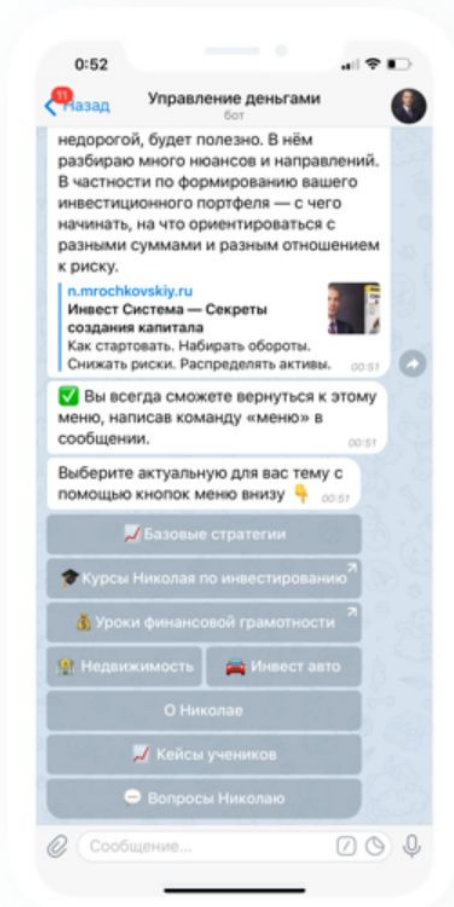 0:52
11
Назад
Управление деньгами
бот
недорогой, будет полезно. В нём
разбираю много нюансов и направлений.
В частности по формированию вашего
инвестиционного портфеля — с чего
начинать, на что ориентироваться с
разными суммами и разным отношением
к риску.
n.mrochkovskiy.ru
Инвест Система — Секреты
создания капитала
Как стартовать. Набирать обороты.
Снижать риски. Распределять активы.
00:51
✅ Вы всегда сможете вернуться к этому
меню, написав команду «меню» в
сообщении.
00:51
Выберите актуальную для вас тему с
помощью кнопок меню внизу 👇
00:51
📈 Базовые стратегии
🎓 Курсы Николая по инвестированию
💰 Уроки финансовой грамотности
Недвижимость
🚘 Инвест авто
О Николае
📈 Кейсы учеников
💬 Вопросы Николаю
Сообщение...